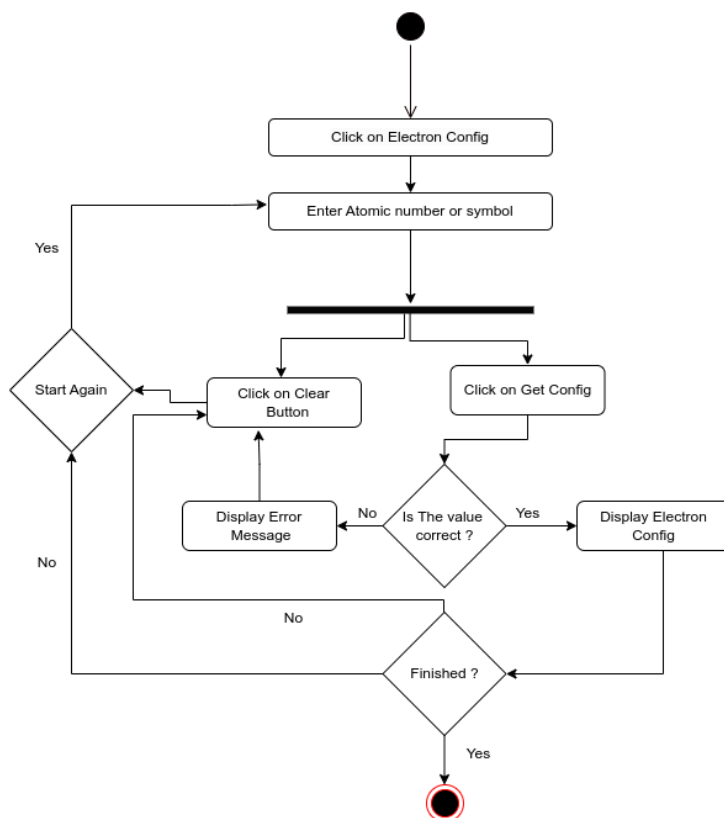 Click on Electron Config
Enter Atomic number or symbol
Yes
Start Again
Click on Clear
Button
Click on Get Config
Display Error
Message
No
Is The value
correct ?
Yes
Display Electron
Config
No
No
Finished ?
Yes